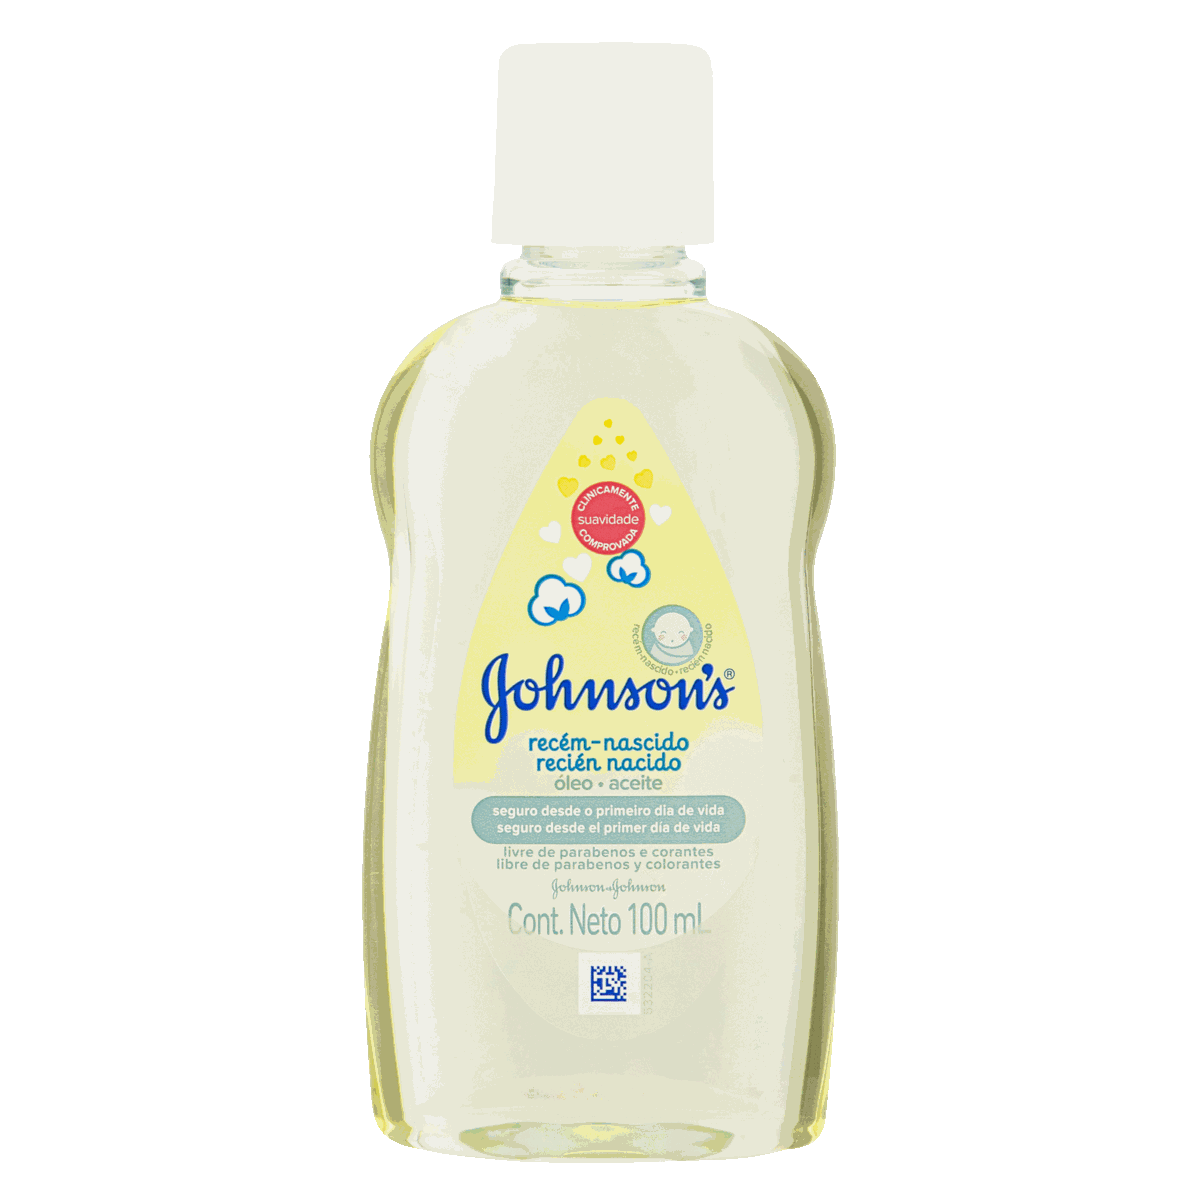 CLINICAMENTE
suavidade
COMPROVADA
recém-nascido • recién nacido
Johnson's®
recém-nascido
recién nacido
óleo • aceite
seguro desde o primeiro dia de vida
seguro desde el primer día de vida
livre de parabenos e corantes
libre de parabenos y colorantes
Johnson & Johnson
Cont. Neto 100 mL